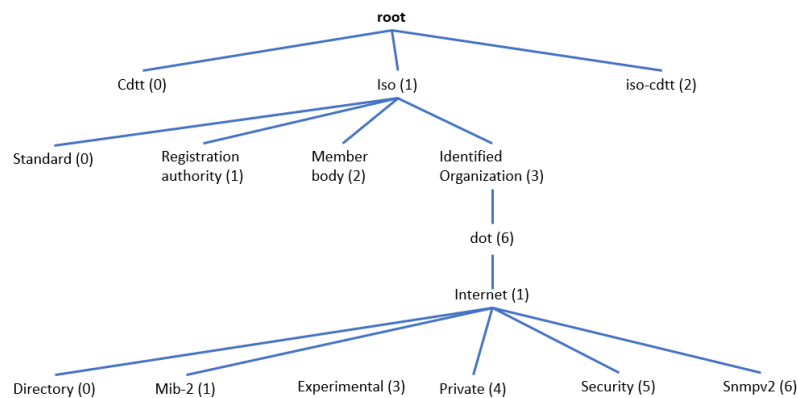 root
Cdtt (0)
Iso (1)
iso-cdtt (2)
Standard (0)
Registration
authority (1)
Member
body (2)
Identified
Organization (3)
dot (6)
Internet (1)
Directory (0)
Mib-2 (1)
Experimental (3)
Private (4)
Security (5)
Snmpv2 (6)